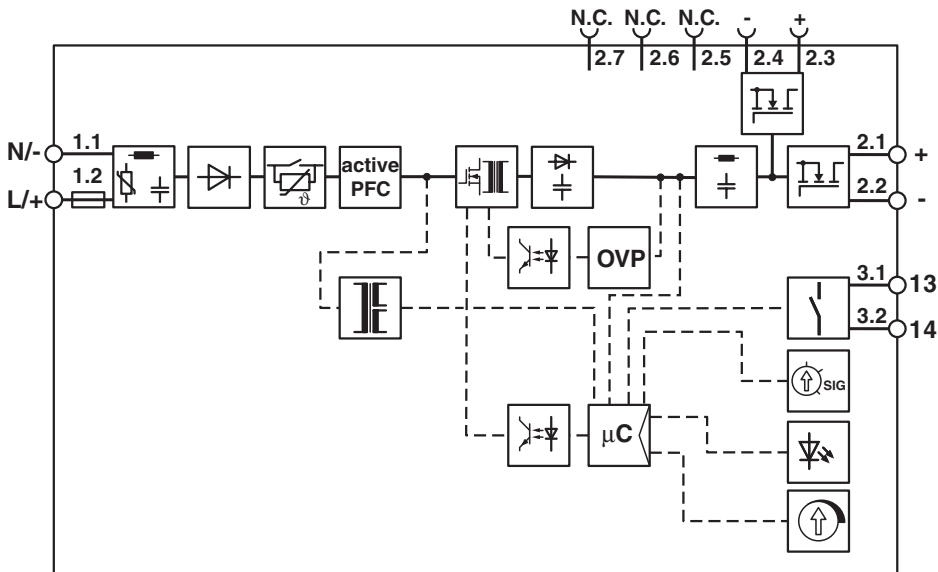 N.C. N.C. N.C. - +
2.7 2.6 2.5 2.4 2.3
N/- 1.1
L/+ 1.2
ϑ
active
PFC
2.1 +
2.2 -
OVP
3.1 13
3.2 14
SIG
µC